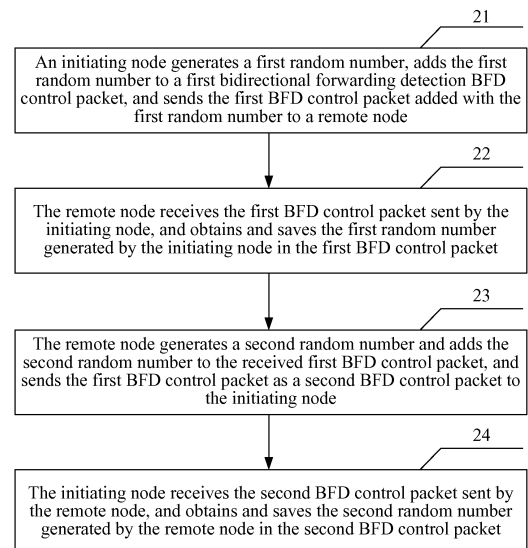 21
An initiating node generates a first random number, adds the first
random number to a first bidirectional forwarding detection BFD
control packet, and sends the first BFD control packet added with the
first random number to a remote node
22
The remote node receives the first BFD control packet sent by the
initiating node, and obtains and saves the first random number
generated by the initiating node in the first BFD control packet
23
The remote node generates a second random number and adds the
second random number to the received first BFD control packet, and
sends the first BFD control packet as a second BFD control packet to
the initiating node
24
The initiating node receives the second BFD control packet sent by
the remote node, and obtains and saves the second random number
generated by the remote node in the second BFD control packet